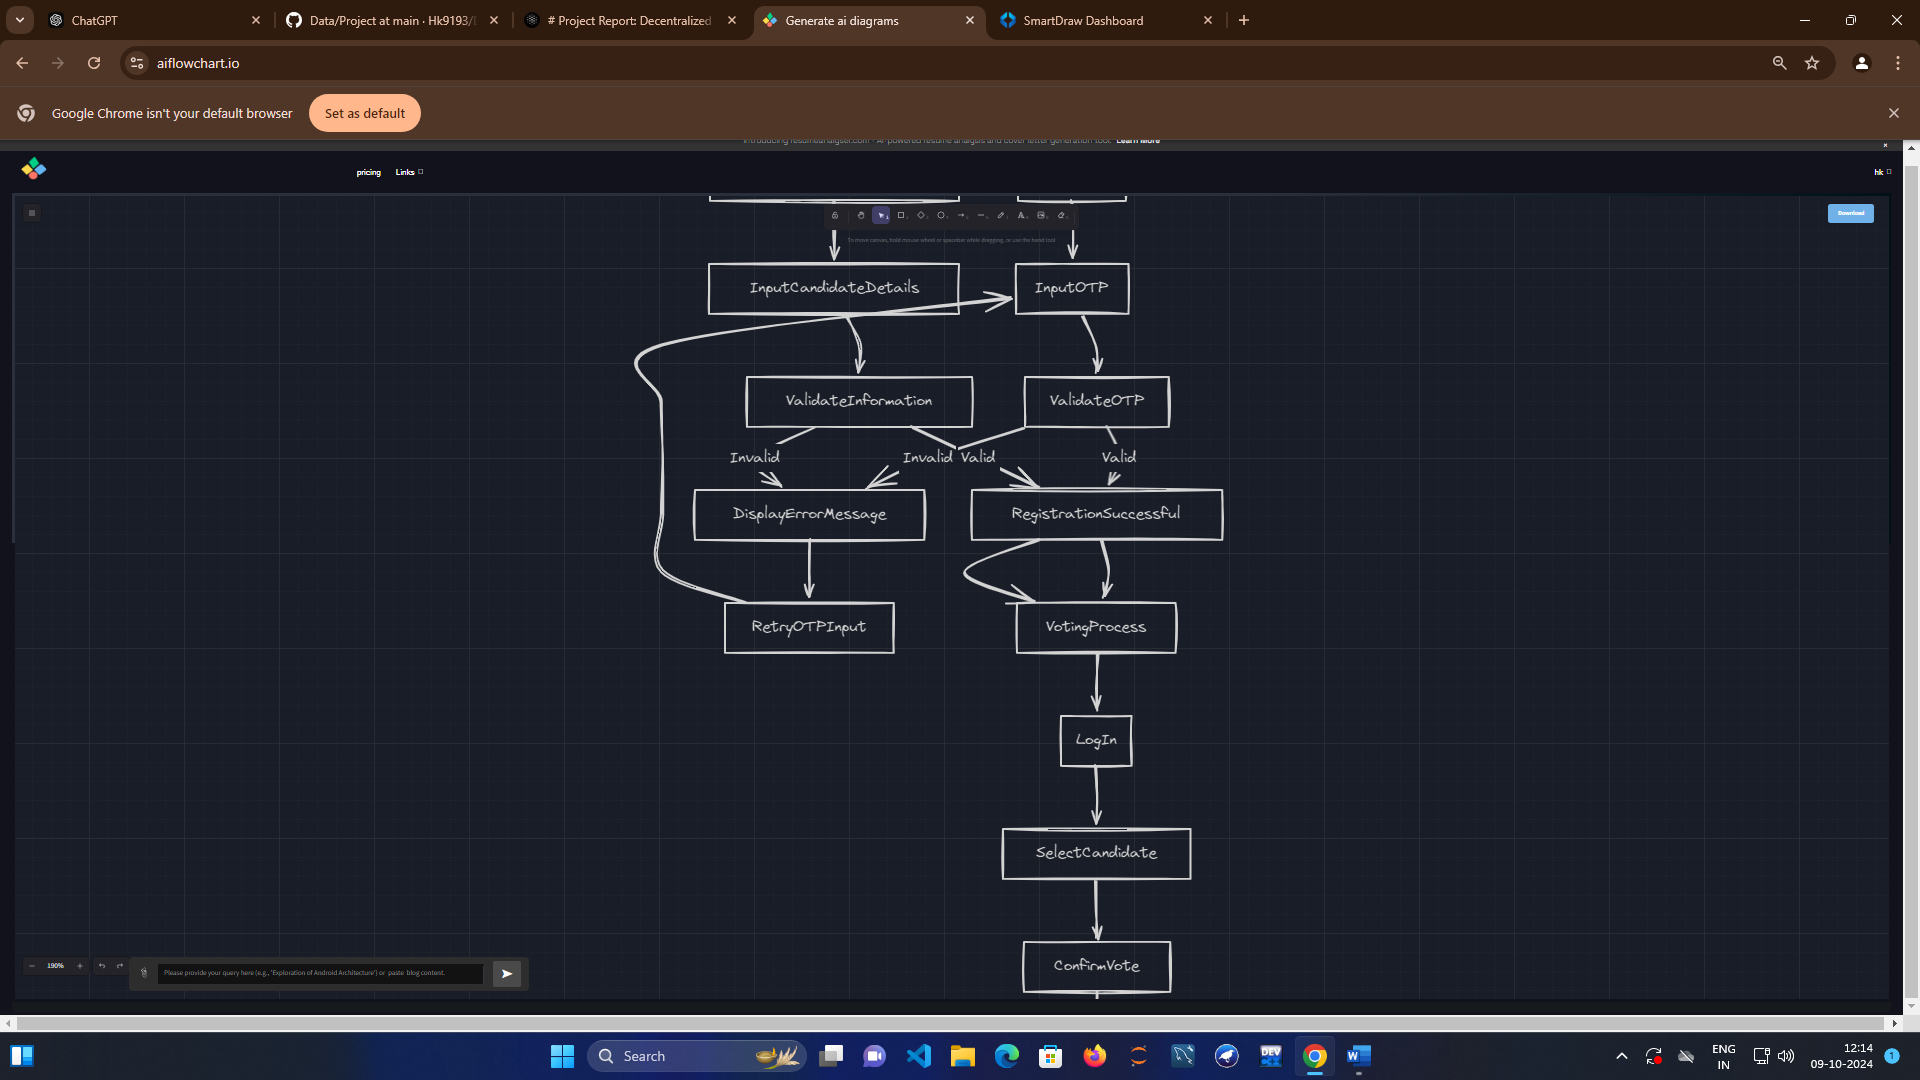 ChatGPT
Data/Project at main · Hk9193/
# Project Report: Decentralized
Generate ai diagrams
SmartDraw Dashboard
aiflowchart.io
Google Chrome isn't your default browser
Set as default
Introducing resumeanalyser.com - AI-powered resume analysis and cover letter generation tool. Learn More
pricing
Links
hk
Download
To move canvas, hold mouse wheel or spacebar while dragging, or use the hand tool
InputCandidateDetails
InputOTP
ValidateInformation
ValidateOTP
Invalid
Invalid
Valid
Valid
DisplayErrorMessage
RegistrationSuccessful
RetryOTPInput
VotingProcess
LogIn
SelectCandidate
ConfirmVote
190%
Please provide your query here (e.g., 'Exploration of Android Architecture') or paste blog content.
Search
DEV
ENG
IN
12:14
09-10-2024
1